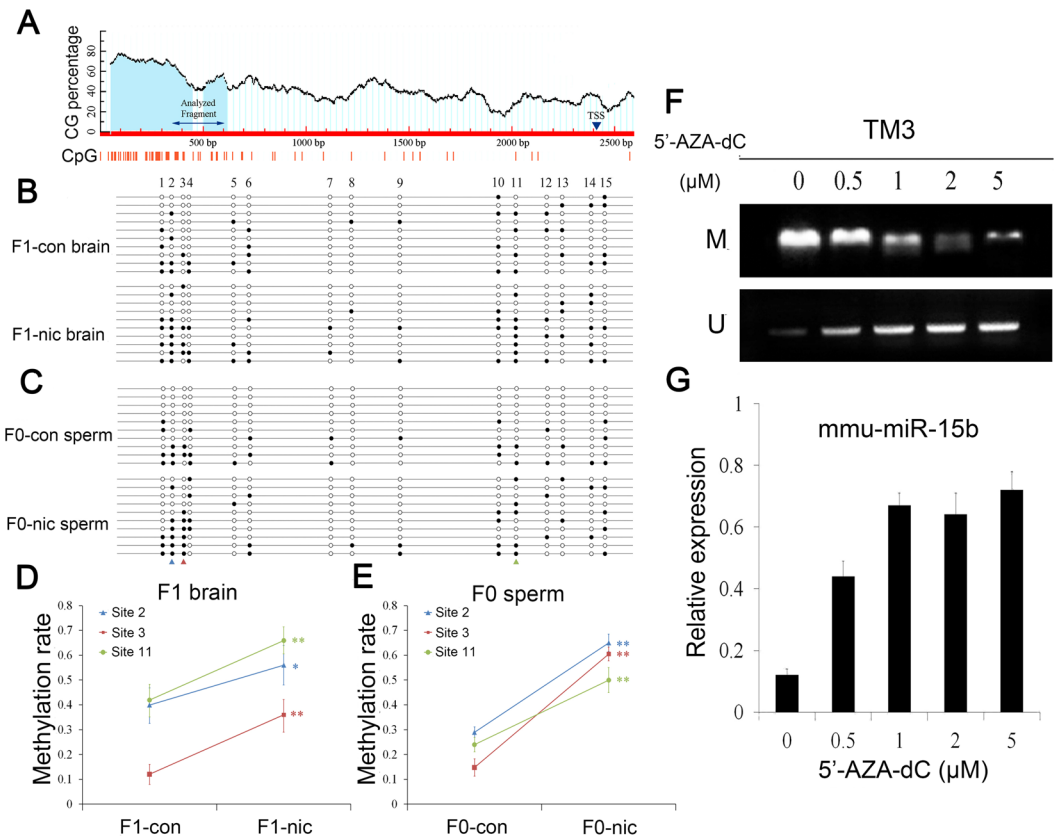 A
CG percentage
0 20 40 60 80
Analyzed
Fragment
TSS
500 bp 1000 bp 1500 bp 2000 bp 2500 bp
CpG
B
1 2 3 4 5 6 7 8 9 10 11 12 13 14 15
F1-con brain
F1-nic brain
C
F0-con sperm
F0-nic sperm
D
F1 brain
Methylation rate
0.8
0.7
0.6
0.5
0.4
0.3
0.2
0.1
0
Site 2
Site 3
Site 11
**
*
**
F1-con F1-nic
E
F0 sperm
Methylation rate
0.8
0.7
0.6
0.5
0.4
0.3
0.2
0.1
0
Site 2
Site 3
Site 11
**
**
**
F0-con F0-nic
F
5'-AZA-dC TM3
(µM) 0 0.5 1 2 5
M
U
G
mmu-miR-15b
Relative expression
1
0.8
0.6
0.4
0.2
0
0 0.5 1 2 5
5'-AZA-dC (µM)